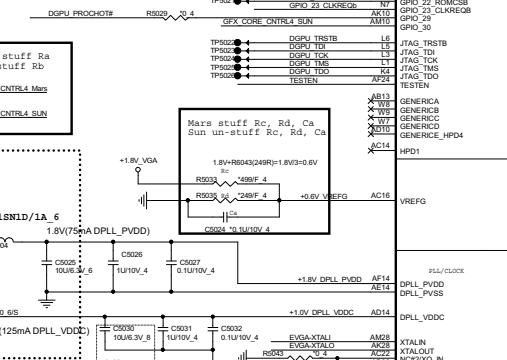 TP502
GPIO_22_ROMCSB
GPIO_23_CLKREQb N7 GPIO_23_CLKREQB
DGPU_PROCHOT# R5029 *0_4 AK10 GPIO_29
GFX_CORE_CNTRL4_SUN AM10 GPIO_30
stuff Ra
stuff Rb
CNTRL4_Mars
CNTRL4_SUN
TP5022 DGPU_TRSTB L6 JTAG_TRSTB
TP5023 DGPU_TDI L5 JTAG_TDI
TP5024 DGPU_TCK L3 JTAG_TCK
TP5025 DGPU_TMS L1 JTAG_TMS
TP5026 DGPU_TDO K4 JTAG_TDO
TESTEN AF24 TESTEN
AB13 GENERICA
W8 GENERICB
W9 GENERICC
W7 GENERICD
AD10 GENERICE_HPD4
AC14 HPD1
Mars stuff Rc, Rd, Ca
Sun un-stuff Rc, Rd, Ca
+1.8V_VGA
1.8V+R6043(249R)=1.8V/3=0.6V
Rc
R5033 *499/F_4
R5035 Rd *249/F_4
+0.6V_VREFG AC16 VREFG
Ca
C5024 *0.1U/10V_4
1SN1D/1A_6
1.8V(75mA DPLL_PVDD)
04
C5025 10U/6.3V_6
C5026 1U/10V_4
C5027 0.1U/10V_4
PLL/CLOCK
+1.8V_DPLL_PVDD AF14 DPLL_PVDD
AE14 DPLL_PVSS
0_6/S
+1.0V_DPLL_VDDC AD14 DPLL_VDDC
(125mA DPLL_VDDC)
C5030 10U/6.3V_8
C5031 1U/10V_4
C5032 0.1U/10V_4
EVGA-XTALI AM28 XTALIN
EVGA-XTALO AK28 XTALOUT
R5043 *0_4 AC22 NC#2/XO_IN